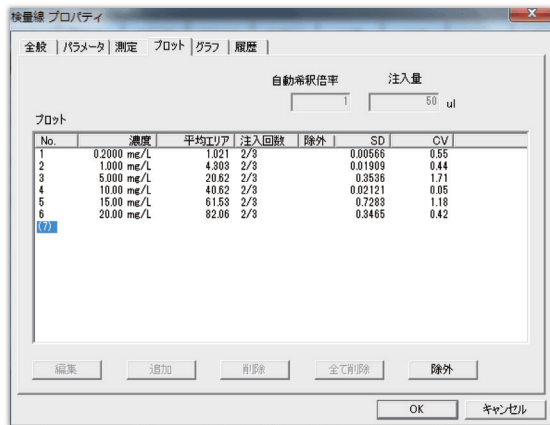 検量線 プロパティ
全般 パラメータ 測定 プロット グラフ 履歴
自動希釈倍率 注入量
1 50 ul
プロット
No. 濃度 平均エリア 注入回数 除外 SD CV
1 0.2000 mg/L 1.021 2/3 0.00566 0.55
2 1.000 mg/L 4.303 2/3 0.01909 0.44
3 5.000 mg/L 20.62 2/3 0.3536 1.71
4 10.00 mg/L 40.62 2/3 0.02121 0.05
5 15.00 mg/L 61.53 2/3 0.7283 1.18
6 20.00 mg/L 82.06 2/3 0.3465 0.42
(7)
編集 追加 削除 全て削除 除外
OK キャンセル